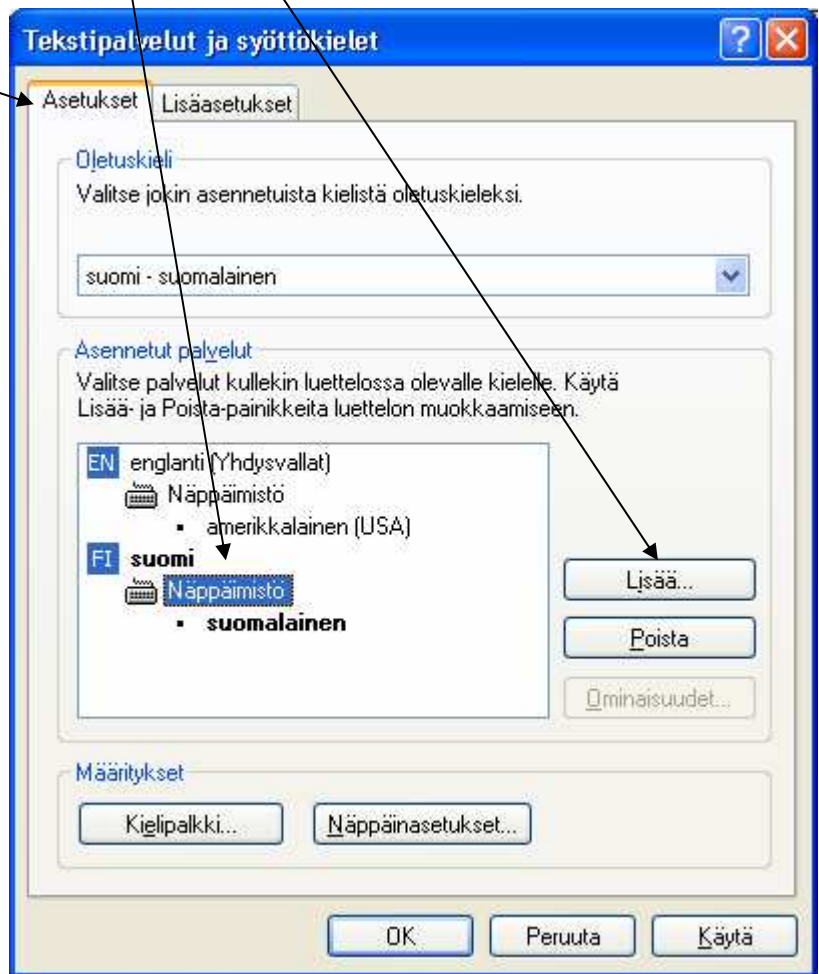 Tekstipalvelut ja syöttökielet
Asetukset Lisäasetukset
Oletuskieli
Valitse jokin asennetuista kielistä oletuskieleksi.
suomi - suomalainen
Asennetut palvelut
Valitse palvelut kullekin luettelossa olevalle kielelle. Käytä
Lisää- ja Poista-painikkeita luettelon muokkaamiseen.
EN englanti (Yhdysvallat)
Näppäimistö
▪ amerikkalainen (USA)
FI suomi
Näppäimistö
▪ suomalainen
Lisää...
Poista
Ominaisuudet...
Määritykset
Kielipalkki... Näppäinasetukset...
OK Peruuta Käytä